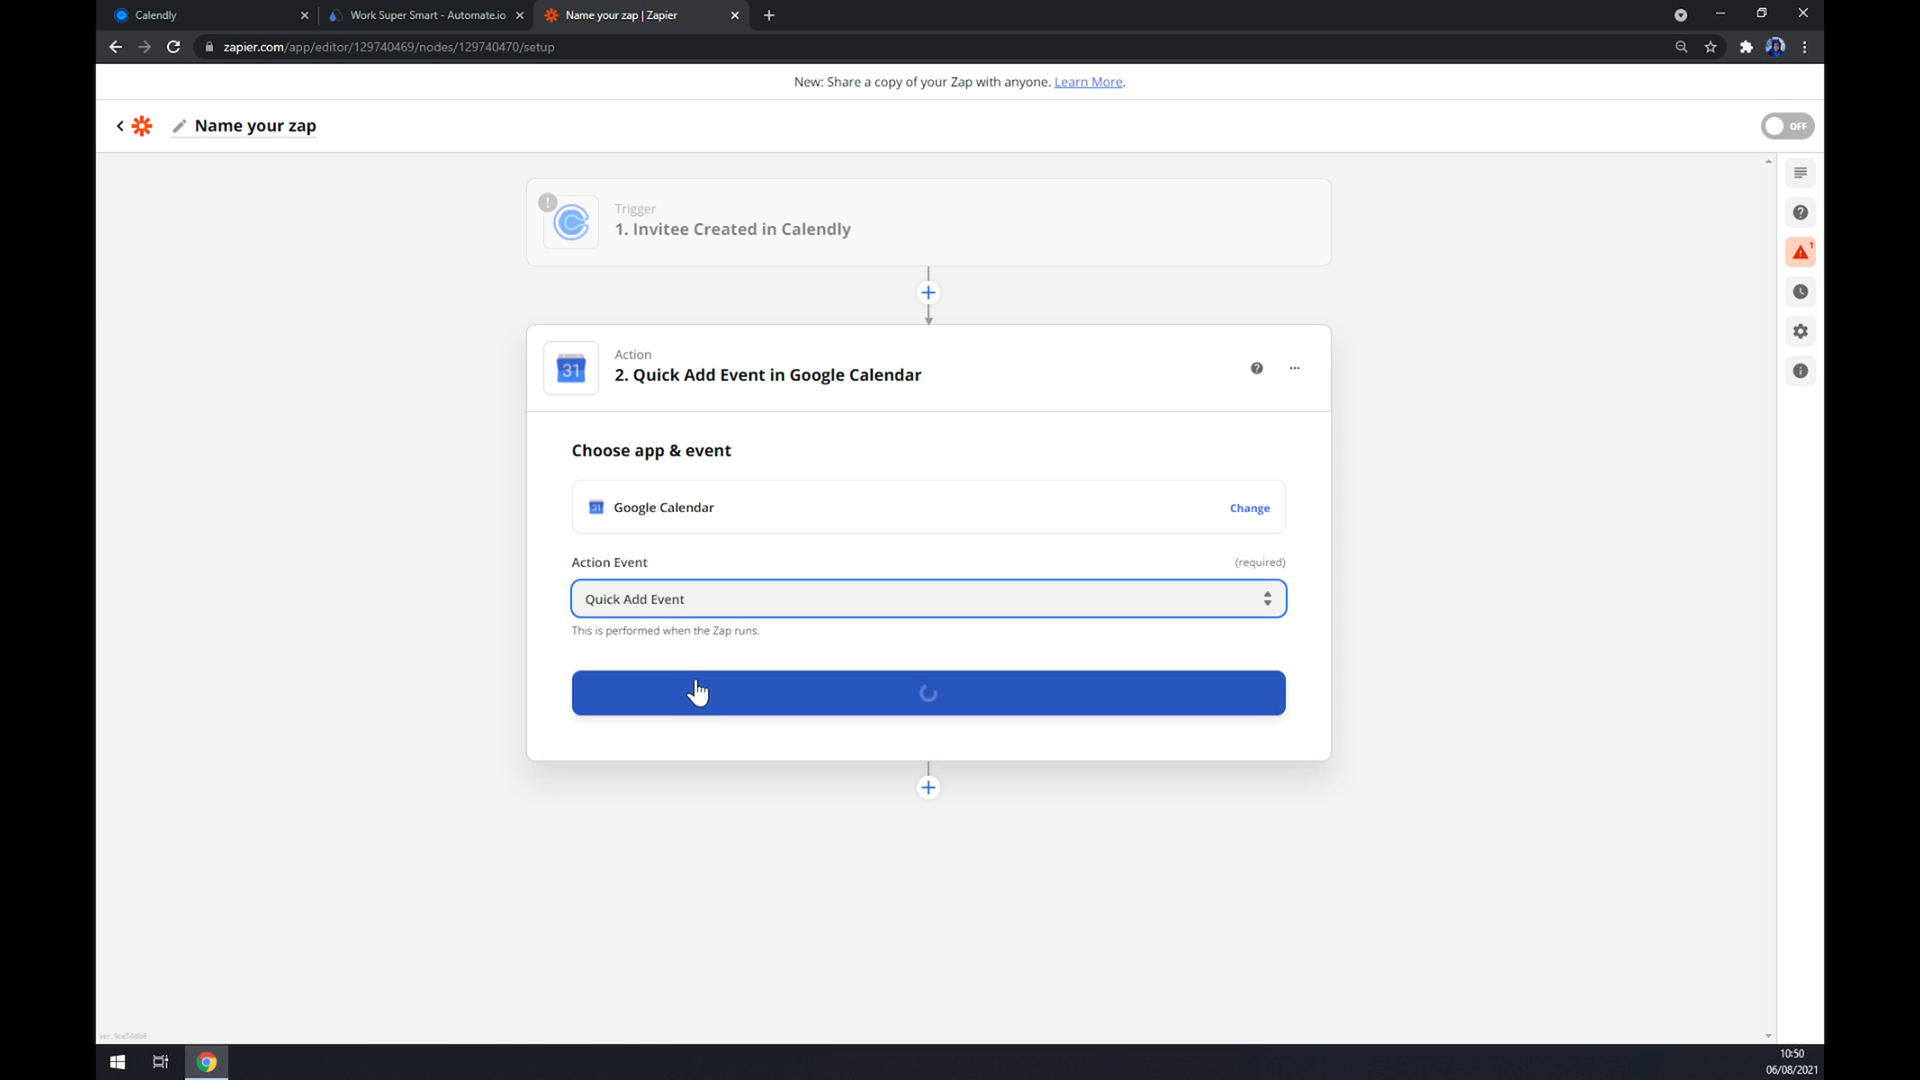 Calendly
Work Super Smart - Automate.io
Name your zap | Zapier
zapier.com/app/editor/129740469/nodes/129740470/setup
New: Share a copy of your Zap with anyone. Learn More.
Name your zap
OFF
Trigger
1. Invitee Created in Calendly
1
Action
31
2. Quick Add Event in Google Calendar
Choose app & event
31
Google Calendar
Change
Action Event
(required)
Quick Add Event
This is performed when the Zap runs.
10:50
06/08/2021